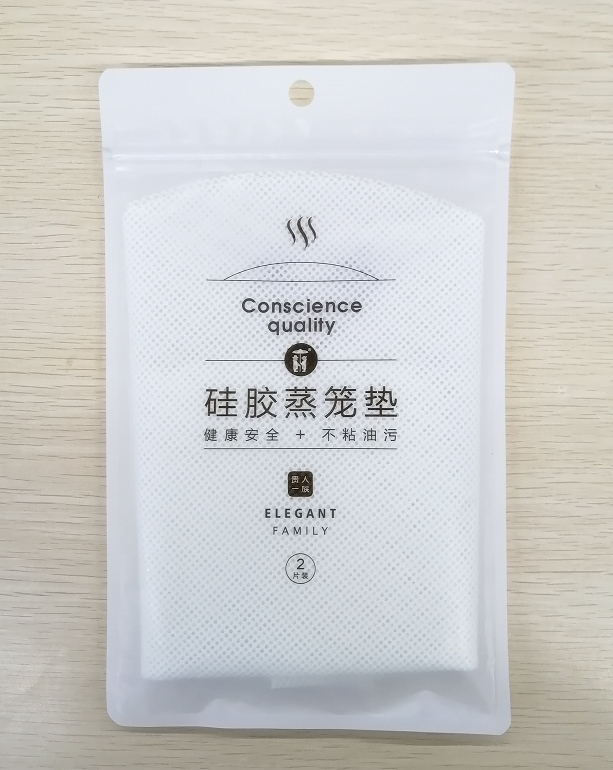 Conscience
quality
硅胶蒸笼垫
健康安全 + 不粘油污
贵人
一族
ELEGANT
FAMILY
2
片装